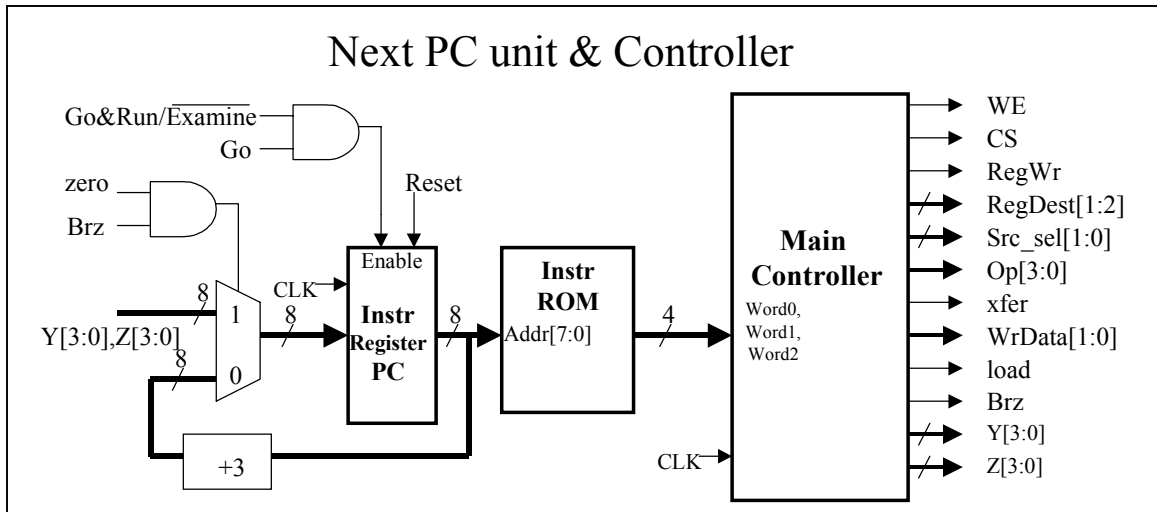 Next PC unit & Controller
Go&Run/Examine
Go
zero
Brz
Reset
Enable
CLK
Instr
Register
PC
8
1
Y[3:0],Z[3:0]
8
0
8
8
+3
Instr
ROM
Addr[7:0]
4
Main
Controller
Word0,
Word1,
Word2
CLK
WE
CS
RegWr
RegDest[1:2]
Src_sel[1:0]
Op[3:0]
xfer
WrData[1:0]
load
Brz
Y[3:0]
Z[3:0]